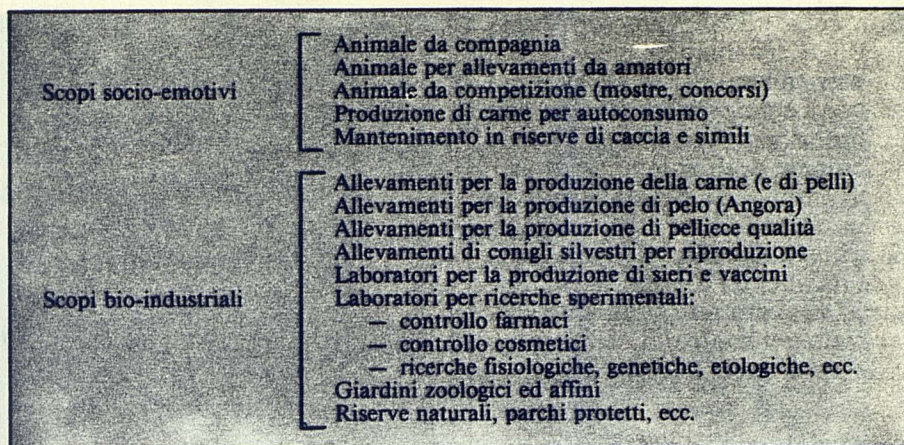 Scopi socio-emotivi
Animale da compagnia
Animale per allevamenti da amatori
Animale da competizione (mostre, concorsi)
Produzione di carne per autoconsumo
Mantenimento in riserve di caccia e simili
Scopi bio-industriali
Allevamenti per la produzione della carne (e di pelli)
Allevamenti per la produzione di pelo (Angora)
Allevamenti per la produzione di pellicce qualità
Allevamenti di conigli silvestri per riproduzione
Laboratori per la produzione di sieri e vaccini
Laboratori per ricerche sperimentali:
— controllo farmaci
— controllo cosmetici
— ricerche fisiologiche, genetiche, etologiche, ecc.
Giardini zoologici ed affini
Riserve naturali, parchi protetti, ecc.